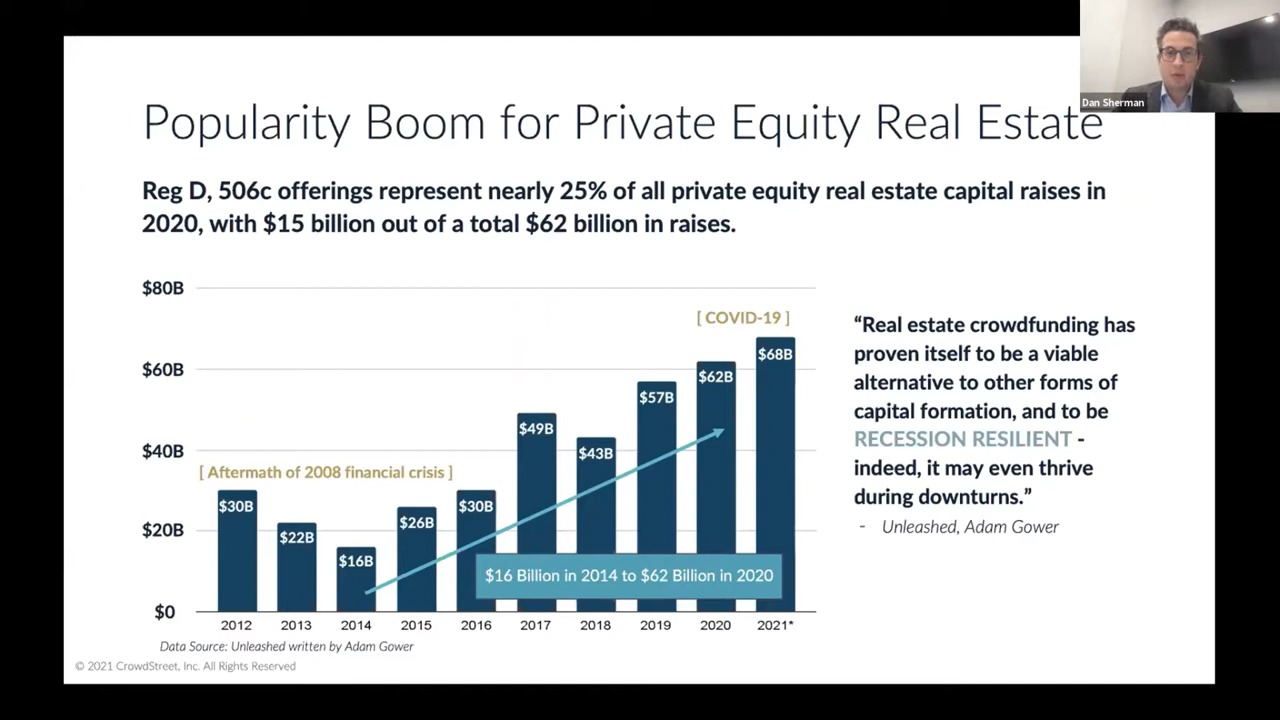 Dan Sherman
Popularity Boom for Private Equity Real Estate
Reg D, 506c offerings represent nearly 25% of all private equity real estate capital raises in
2020, with $15 billion out of a total $62 billion in raises.
$80B
$60B
$40B
$20B
$0
[ Aftermath of 2008 financial crisis ]
[ COVID-19 ]
$30B
$22B
$16B
$26B
$30B
$49B
$43B
$57B
$62B
$68B
$16 Billion in 2014 to $62 Billion in 2020
2012 2013 2014 2015 2016 2017 2018 2019 2020 2021*
“Real estate crowdfunding has
proven itself to be a viable
alternative to other forms of
capital formation, and to be
RECESSION RESILIENT -
indeed, it may even thrive
during downturns.”
- Unleashed, Adam Gower
Data Source: Unleashed written by Adam Gower
© 2021 CrowdStreet, Inc. All Rights Reserved